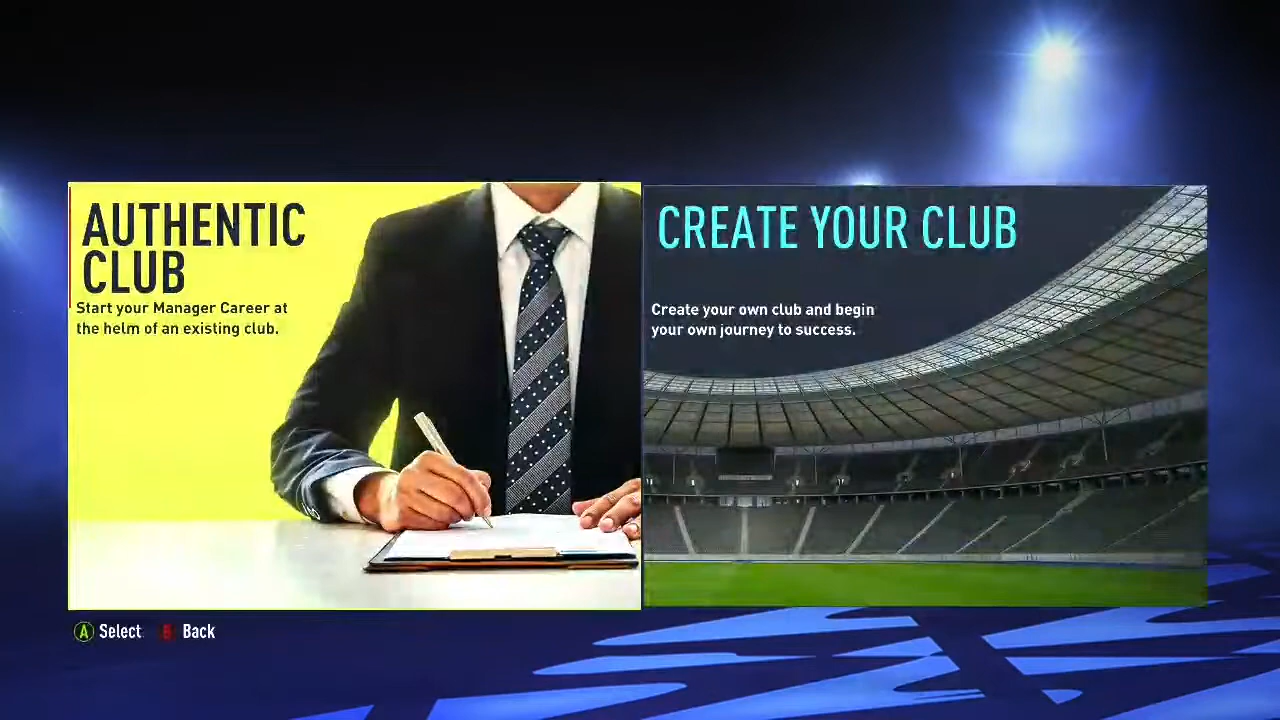 AUTHENTIC
CLUB
Start your Manager Career at
the helm of an existing club.
CREATE YOUR CLUB
Create your own club and begin
your own journey to success.
A Select B Back